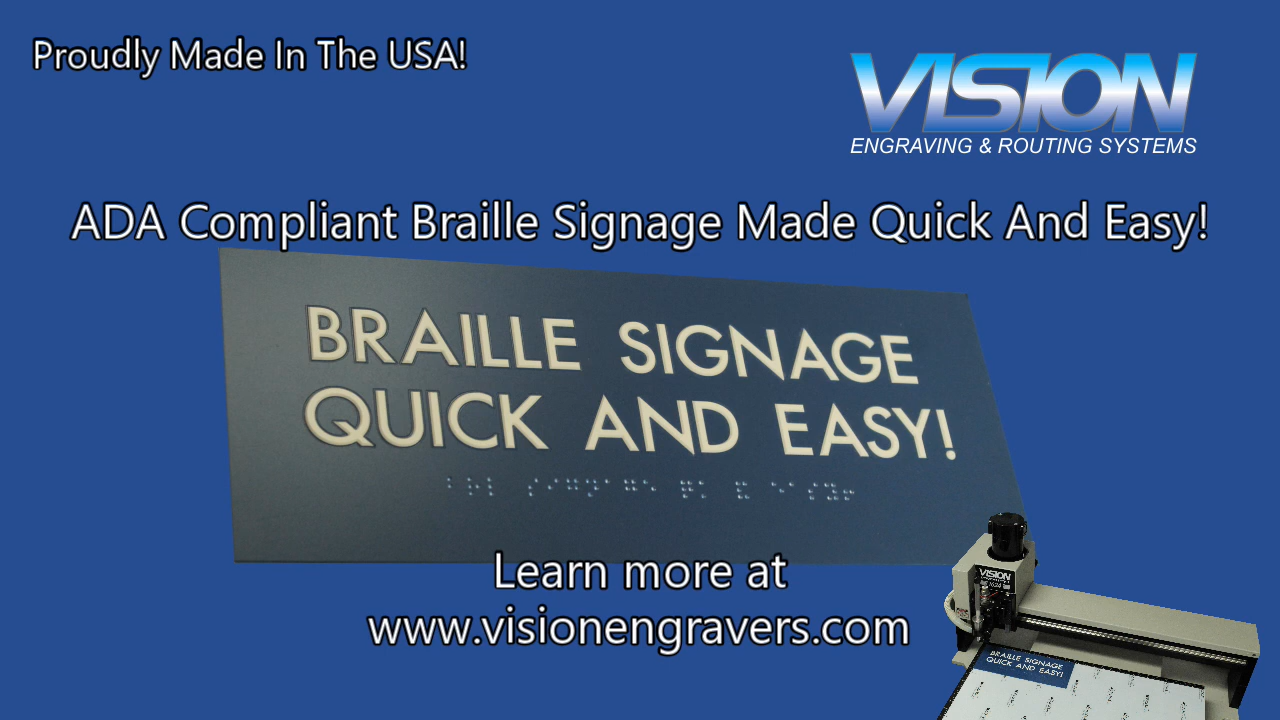 Proudly Made In The USA!
VISION
ENGRAVING & ROUTING SYSTEMS
ADA Compliant Braille Signage Made Quick And Easy!
BRAILLE SIGNAGE
QUICK AND EASY!
Learn more at
www.visionengravers.com
VISION
1624
BRAILLE SIGNAGE
QUICK AND EASY!